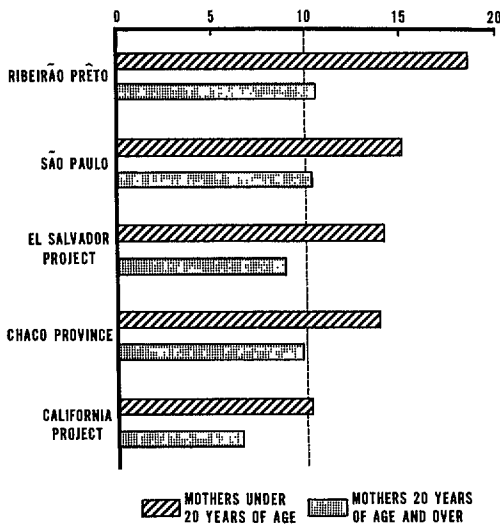 0 5 10 15 20
RIBEIRÃO PRÊTO
SÃO PAULO
EL SALVADOR
PROJECT
CHACO PROVINCE
CALIFORNIA
PROJECT
MOTHERS UNDER
20 YEARS OF AGE
MOTHERS 20 YEARS
OF AGE AND OVER